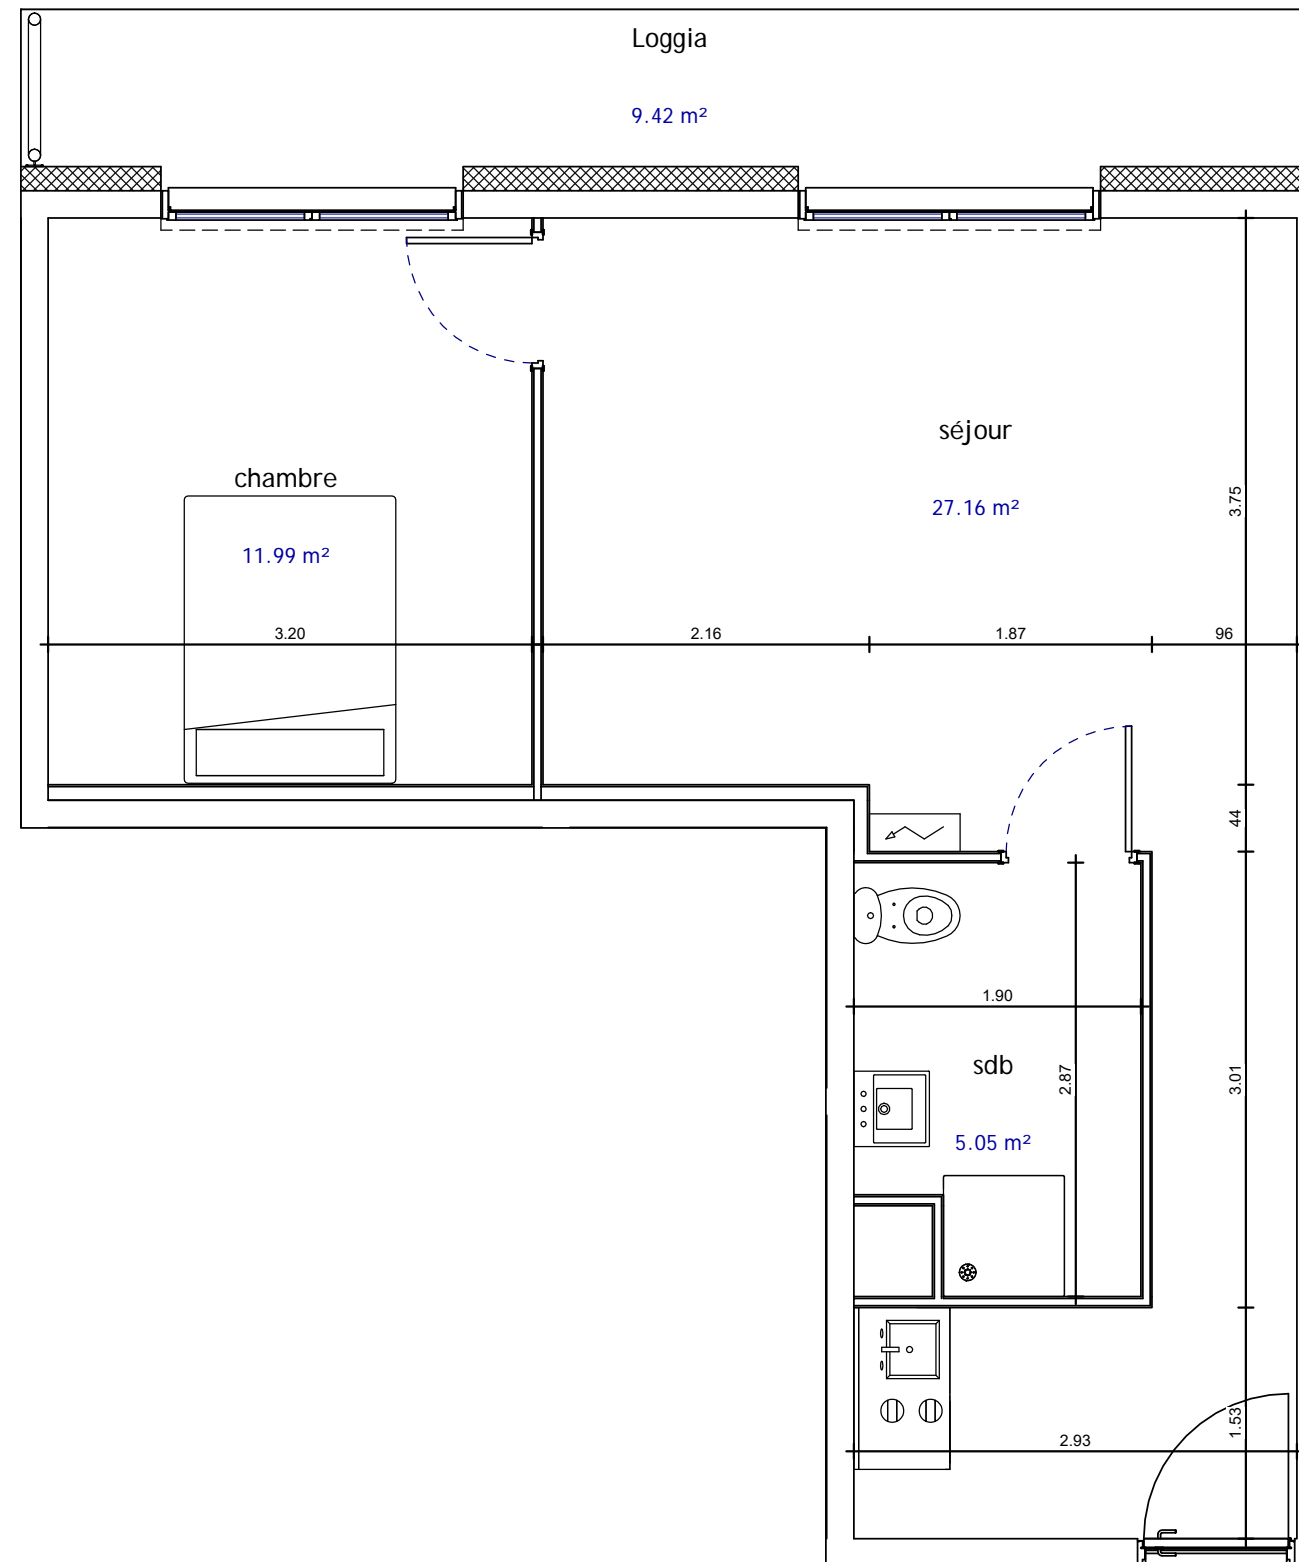 Loggia
9.42 m²
séjour
27.16 m²
chambre
11.99 m²
3.75
3.20
2.16
1.87
96
44
1.90
sdb
5.05 m²
2.87
3.01
1.53
2.93